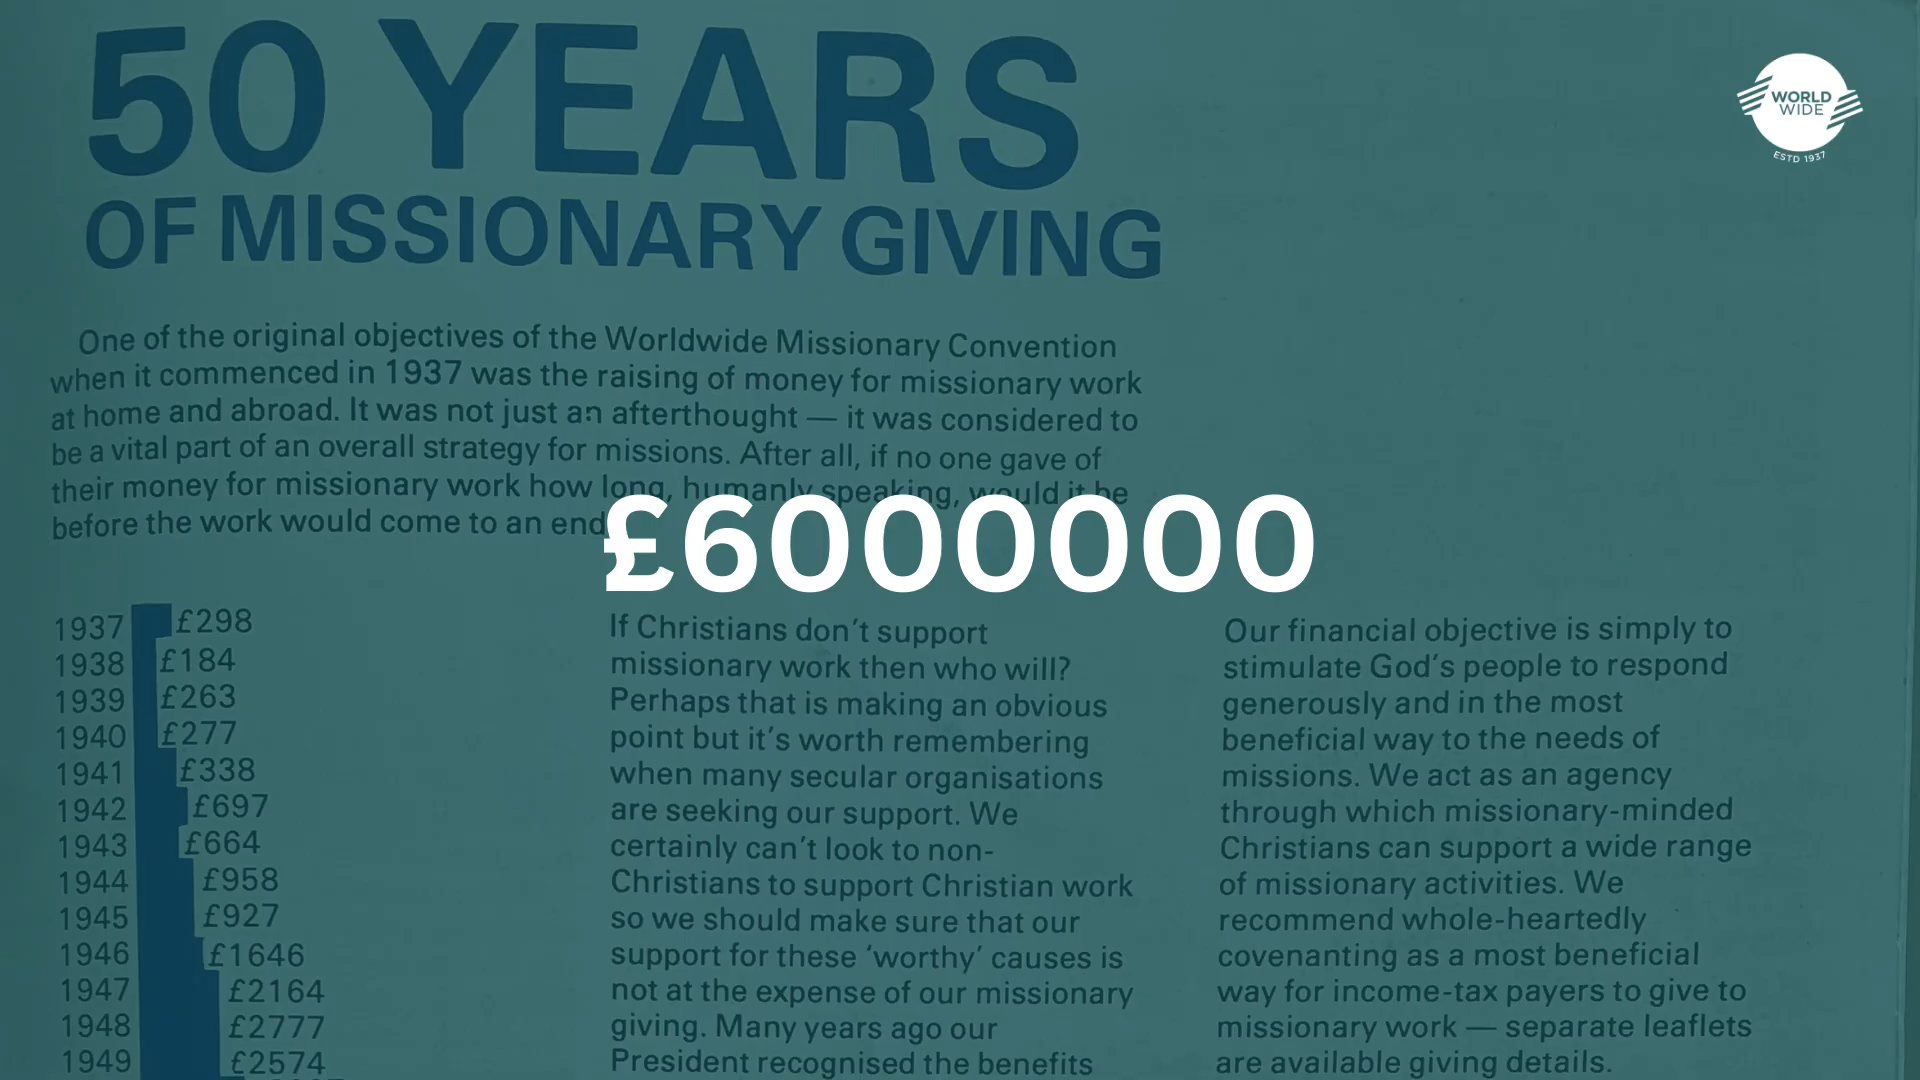 50 YEARS
OF MISSIONARY GIVING
WORLD
WIDE
ESTD 1937
One of the original objectives of the Worldwide Missionary Convention
when it commenced in 1937 was the raising of money for missionary work
at home and abroad. It was not just an afterthought — it was considered to
be a vital part of an overall strategy for missions. After all, if no one gave of
their money for missionary work how long, humanly speaking, would it be
before the work would come to an end
£6000000
1937 £298
1938 £184
1939 £263
1940 £277
1941 £338
1942 £697
1943 £664
1944 £958
1945 £927
1946 £1646
1947 £2164
1948 £2777
1949 £2574
If Christians don't support
missionary work then who will?
Perhaps that is making an obvious
point but it's worth remembering
when many secular organisations
are seeking our support. We
certainly can't look to non-
Christians to support Christian work
so we should make sure that our
support for these 'worthy' causes is
not at the expense of our missionary
giving. Many years ago our
President recognised the benefits
Our financial objective is simply to
stimulate God's people to respond
generously and in the most
beneficial way to the needs of
missions. We act as an agency
through which missionary-minded
Christians can support a wide range
of missionary activities. We
recommend whole-heartedly
covenanting as a most beneficial
way for income-tax payers to give to
missionary work — separate leaflets
are available giving details.